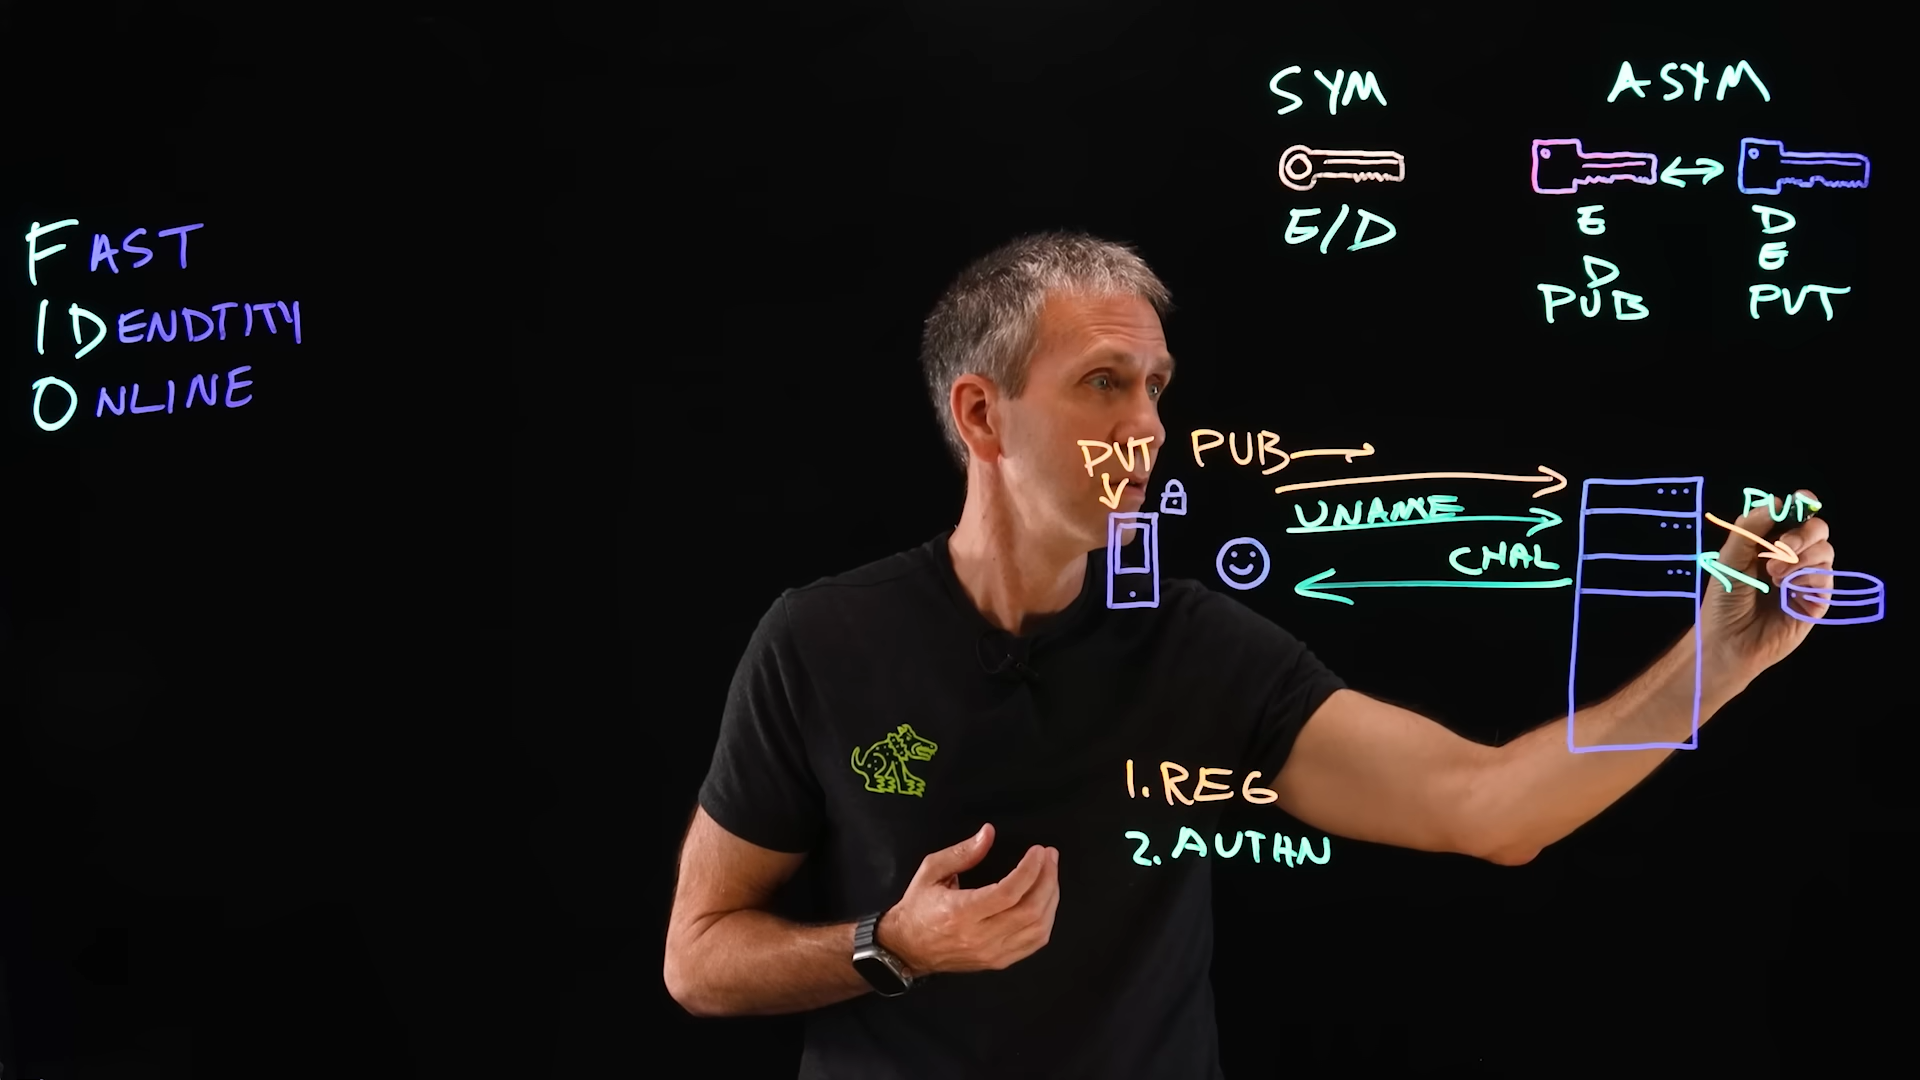 FAST
IDENDTITY
ONLINE
SYM
E/D
ASYM
E
D
PUB
D
E
PVT
PVT
PUB
UNAME
CHAL
1. REG
2. AUTHN